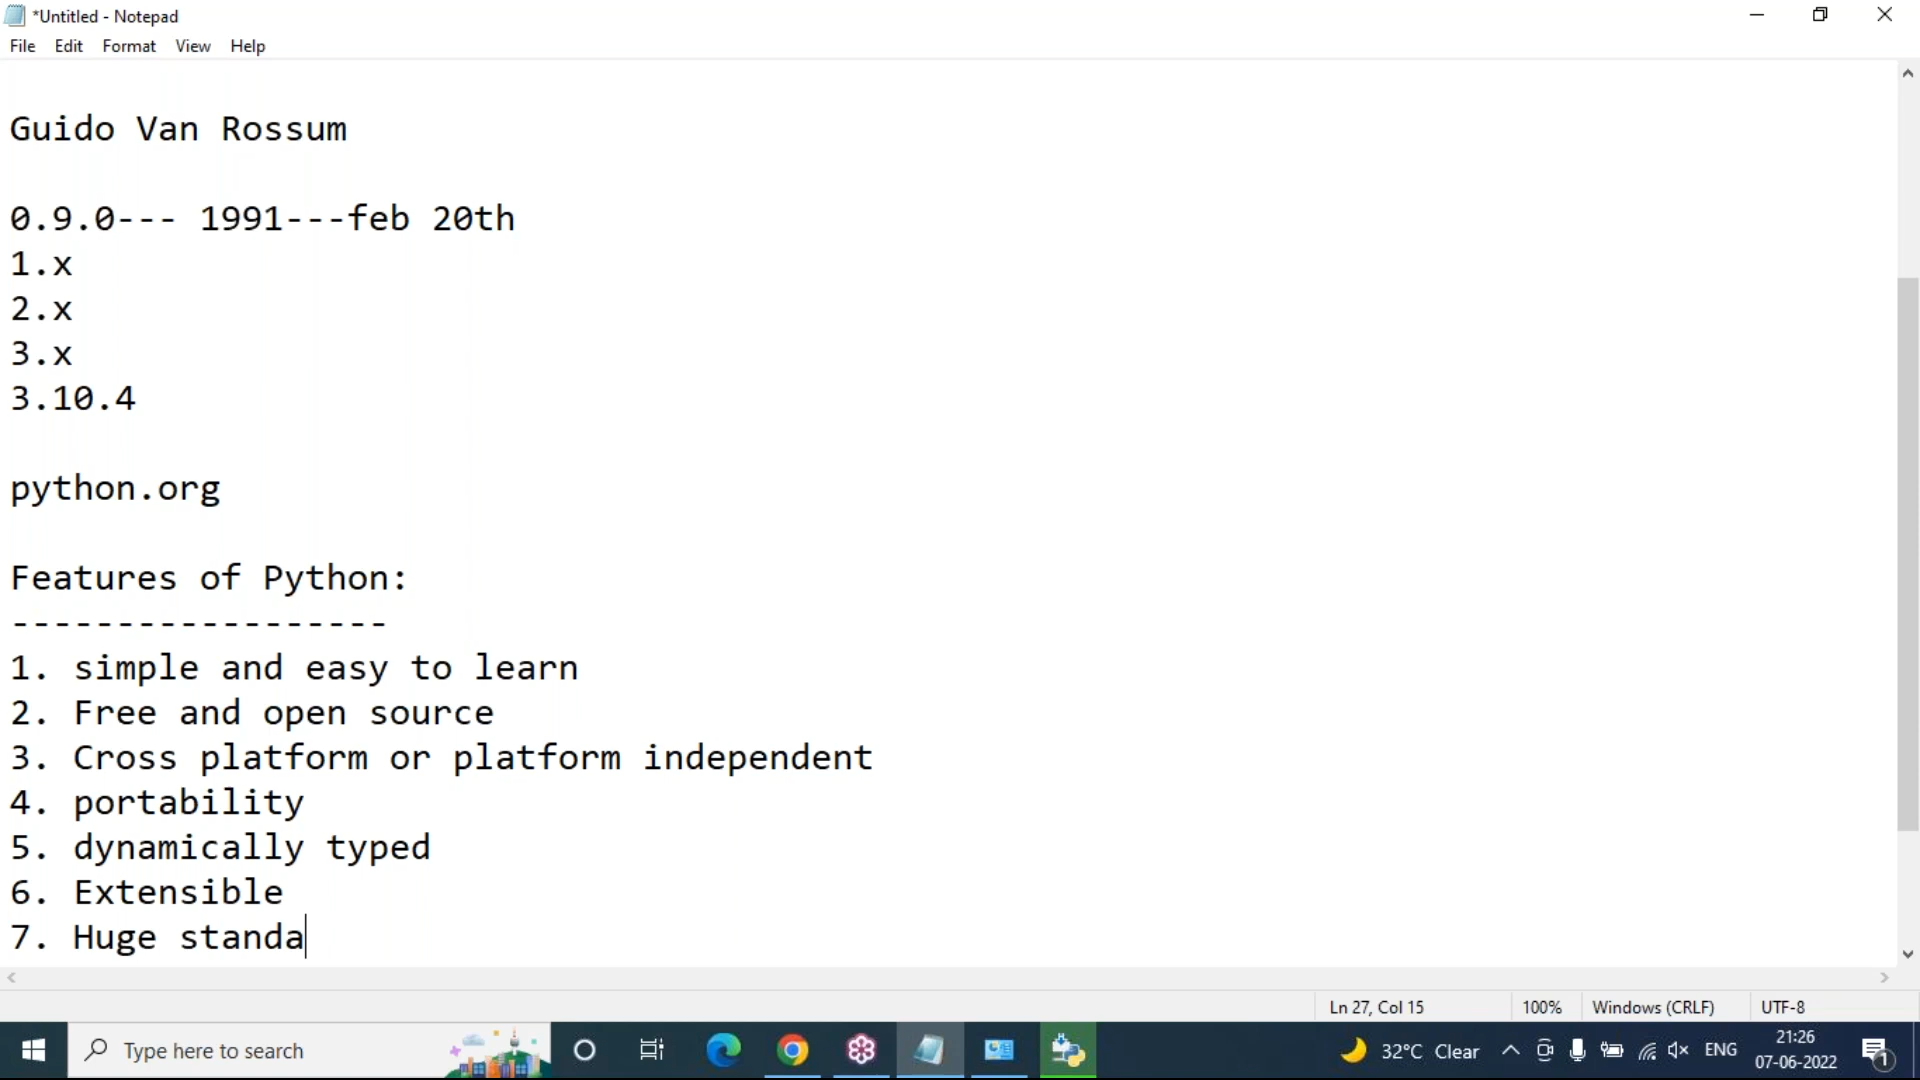 *Untitled - Notepad
File Edit Format View Help
Guido Van Rossum
0.9.0--- 1991---feb 20th
1.x
2.x
3.x
3.10.4
python.org
Features of Python:
------------------
1. simple and easy to learn
2. Free and open source
3. Cross platform or platform independent
4. portability
5. dynamically typed
6. Extensible
7. Huge standa
Ln 27, Col 15 100% Windows (CRLF) UTF-8
Type here to search 32°C Clear ENG 21:26
07-06-2022 1